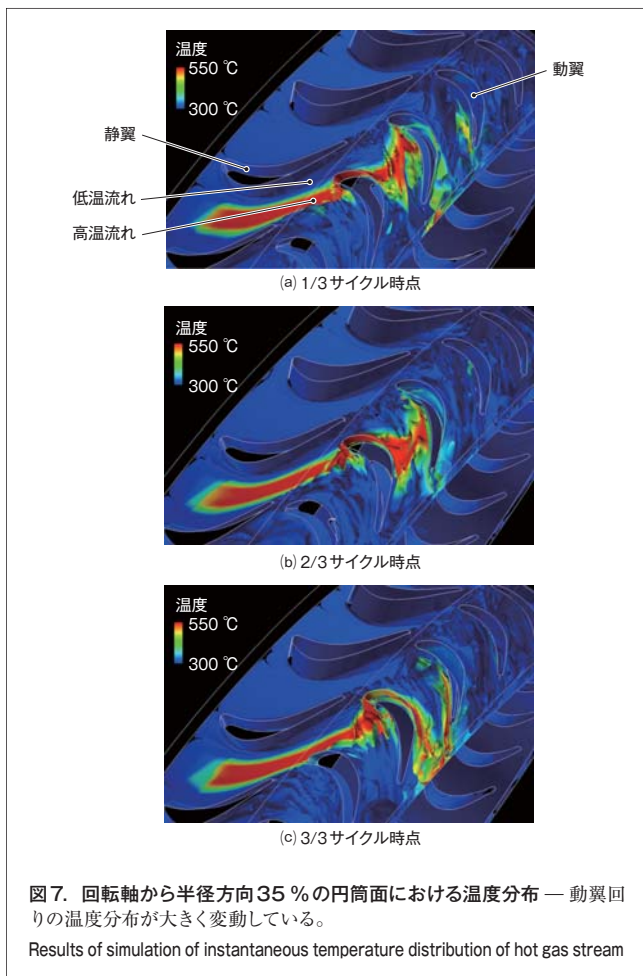 温度
550 ℃
300 ℃
動翼
静翼
低温流れ
高温流れ
(a) 1/3サイクル時点
温度
550 ℃
300 ℃
(b) 2/3サイクル時点
温度
550 ℃
300 ℃
(c) 3/3サイクル時点
図7. 回転軸から半径方向35 %の円筒面における温度分布 — 動翼回
りの温度分布が大きく変動している。
Results of simulation of instantaneous temperature distribution of hot gas stream